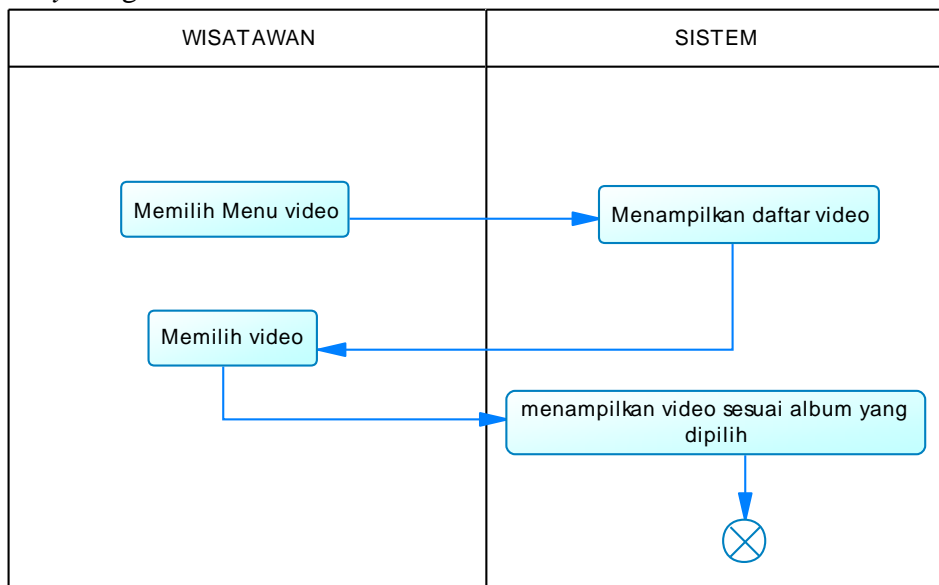 WISATAWAN
SISTEM
Memilih Menu video
Menampilkan daftar video
Memilih video
menampilkan video sesuai album yang
dipilih